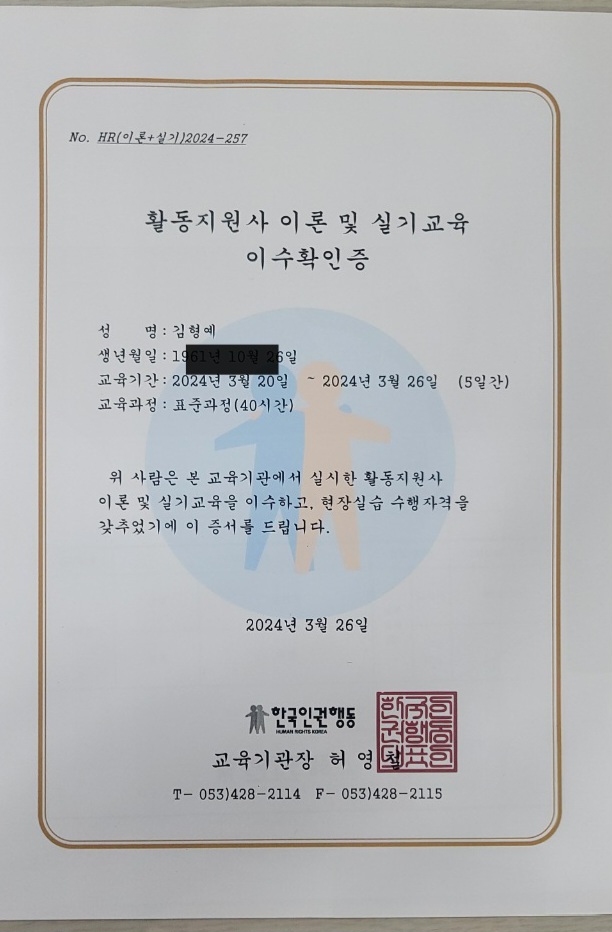 No. HR(이론+실기)2024-257
활동지원사 이론 및 실기교육
이수확인증
성 명 : 김형예
생년월일 : 19 일
교육기간 : 2024년 3월 20일 ~ 2024년 3월 26일 (5일간)
교육과정 : 표준과정(40시간)
위 사람은 본 교육기관에서 실시한 활동지원사
이론 및 실기교육을 이수하고, 현장실습 수행자격을
갖추었기에 이 증서를 드립니다.
2024년 3월 26일
한국인권행동
HUMAN RIGHTS KOREA
교육기관장 허 영 철
T- 053)428-2114 F- 053)428-2115